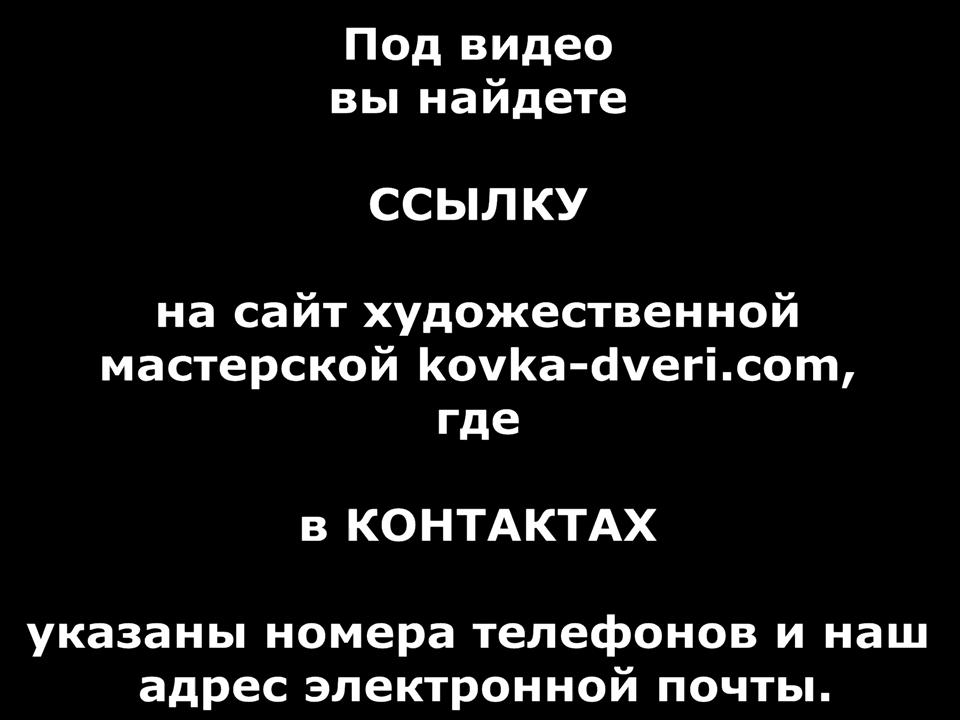 Под видео
вы найдете
ССЫЛКУ
на сайт художественной
мастерской kovka-dveri.com,
где
в КОНТАКТАХ
указаны номера телефонов и наш
адрес электронной почты.